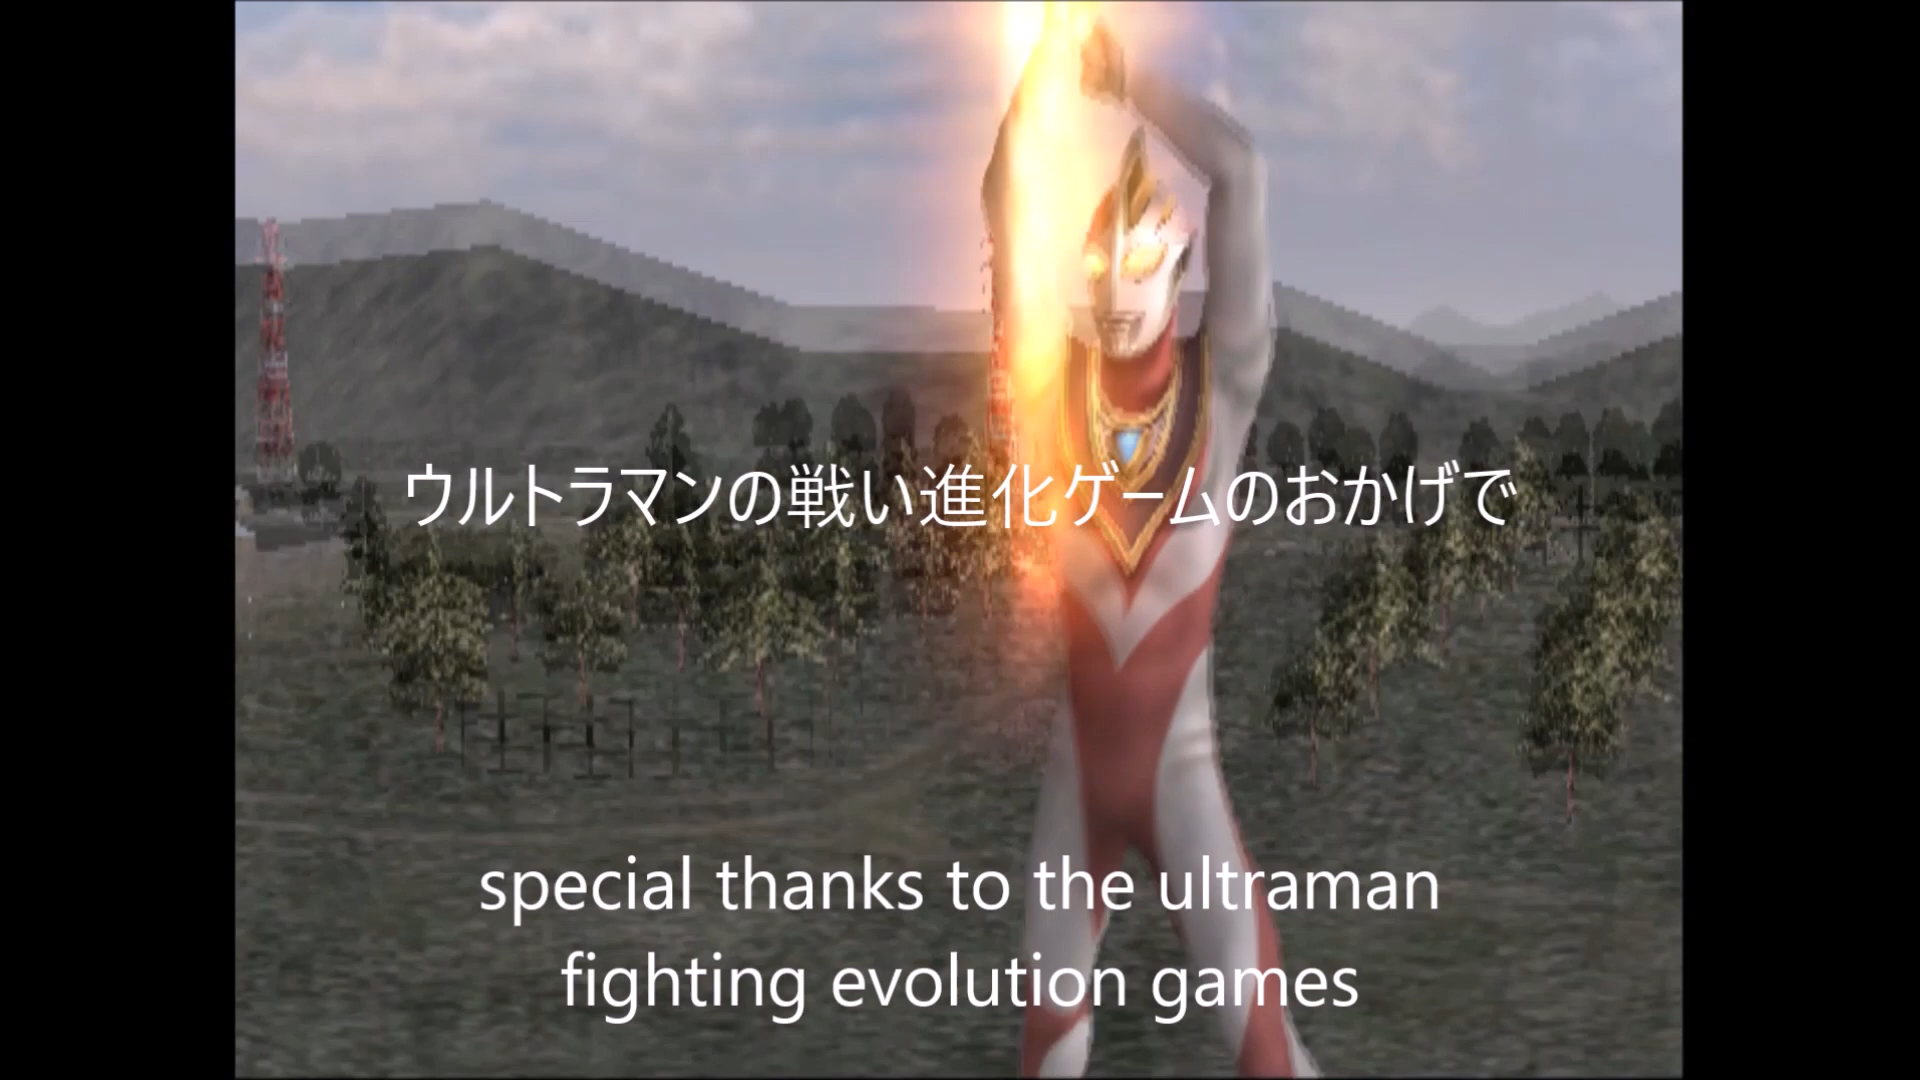 ウルトラマンの戦い進化ゲームのおかげで
special thanks to the ultraman
fighting evolution games